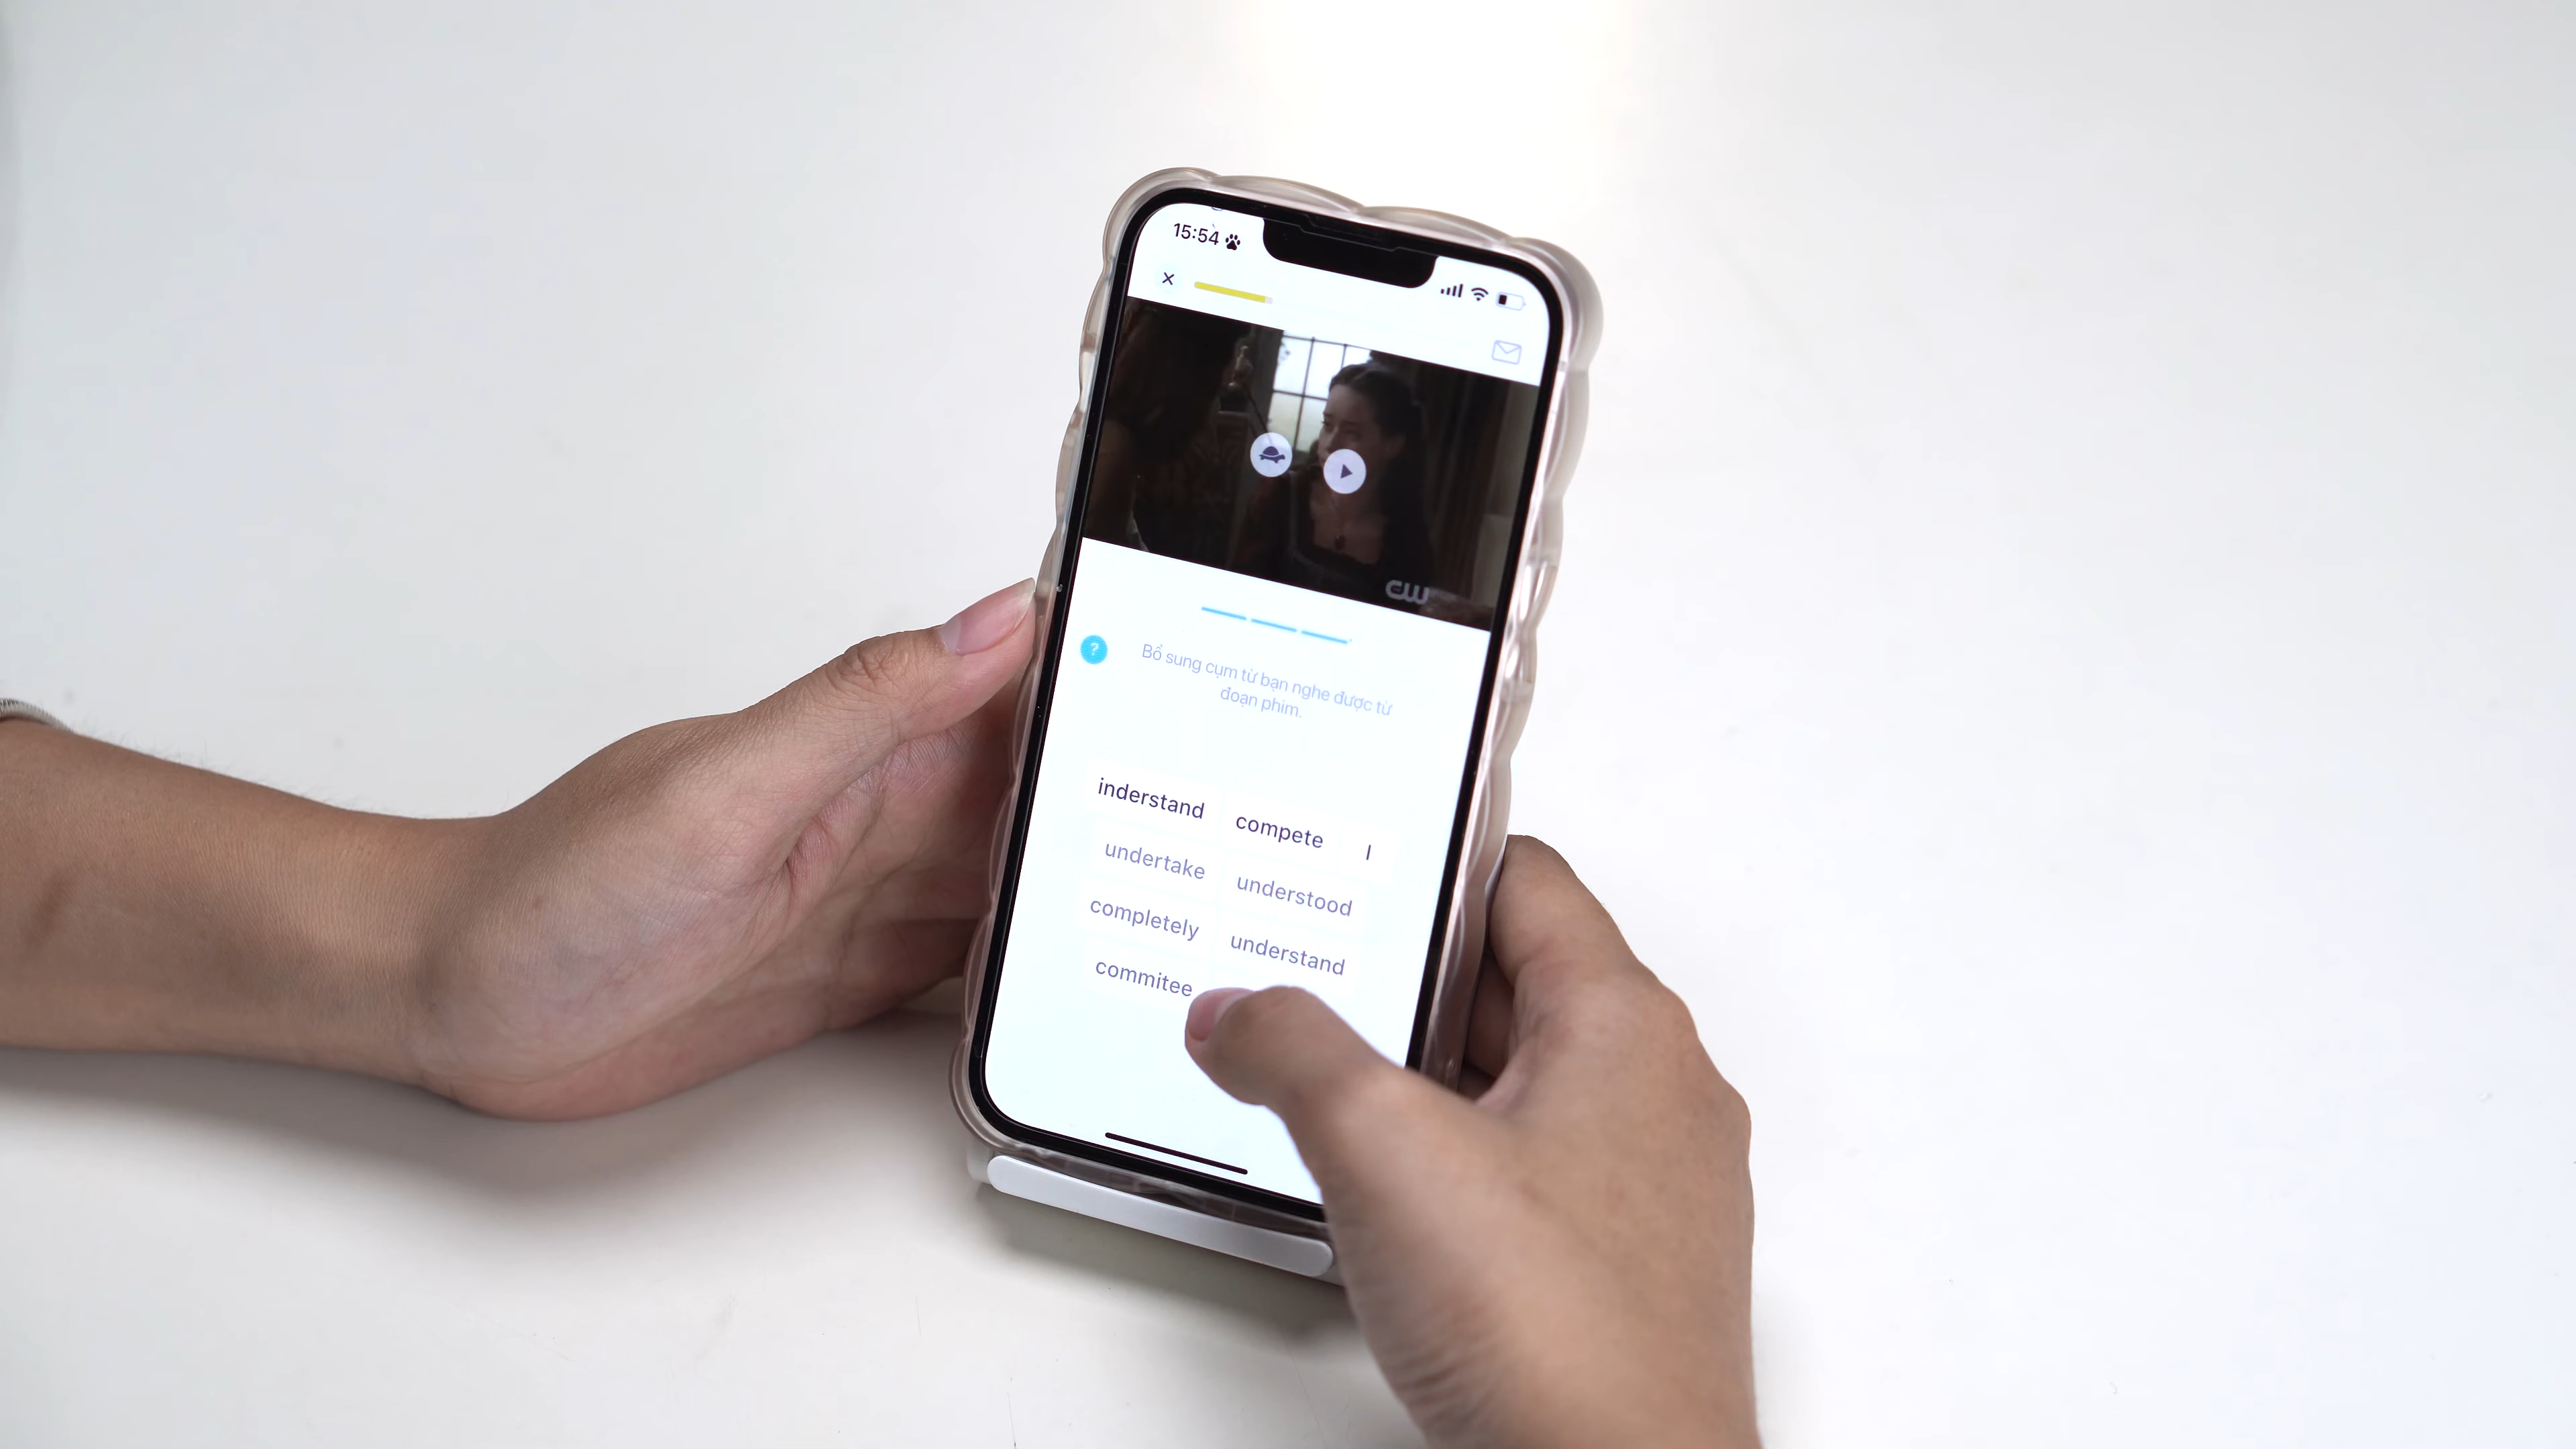 15:54
CW
?
Bổ sung cụm từ bạn nghe được từ
đoạn phim.
inderstand compete I
undertake understood
completely understand
commitee